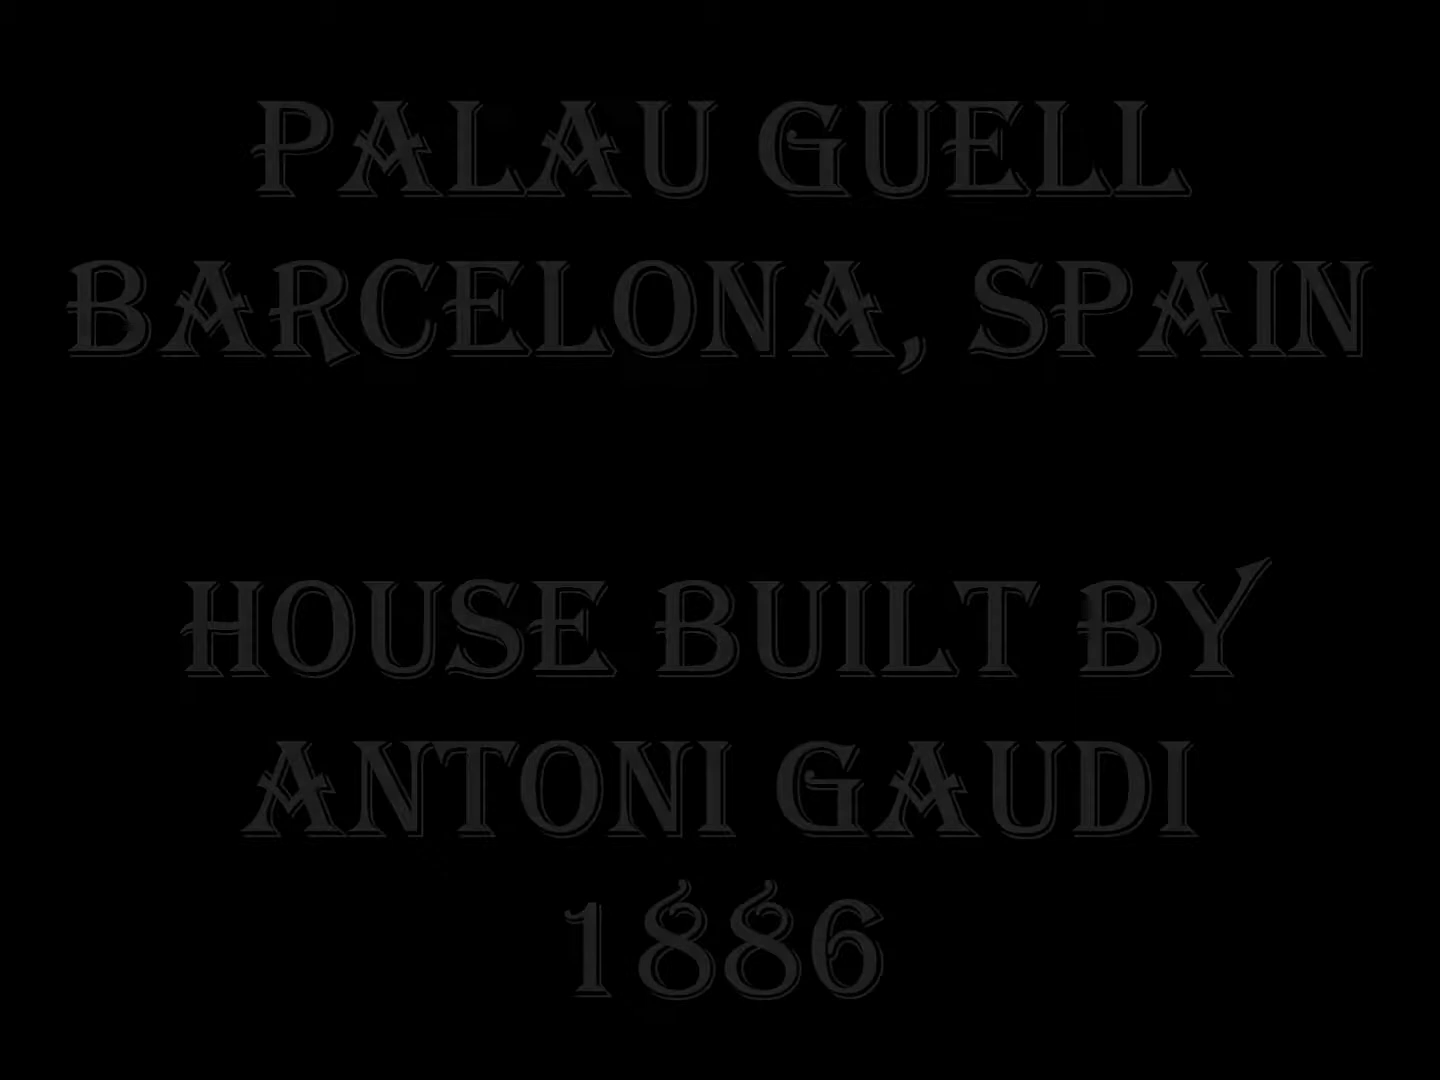 PALAU GUELL
BARCELONA, SPAIN
HOUSE BUILT BY
ANTONI GAUDI
1886